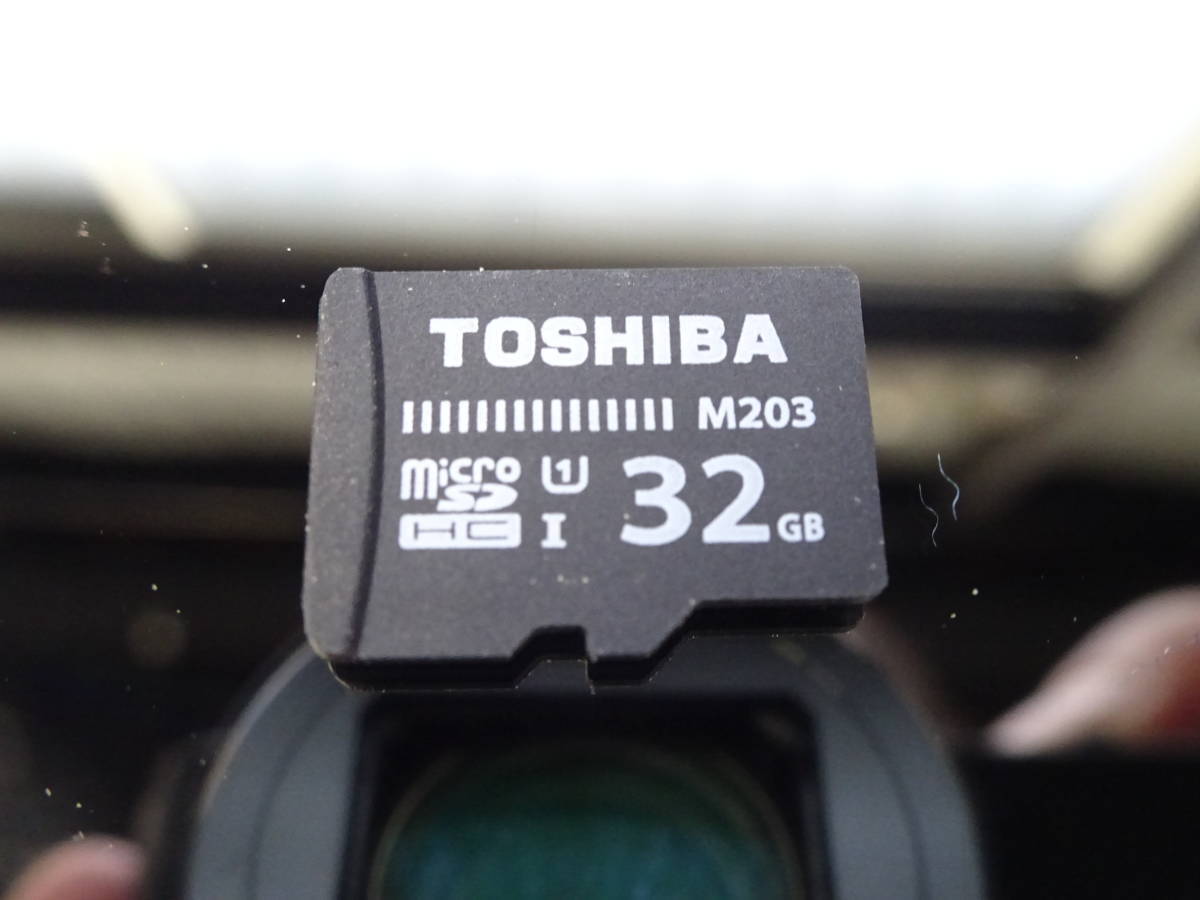 TOSHIBA
M203
micro SD HC U1 I 32GB